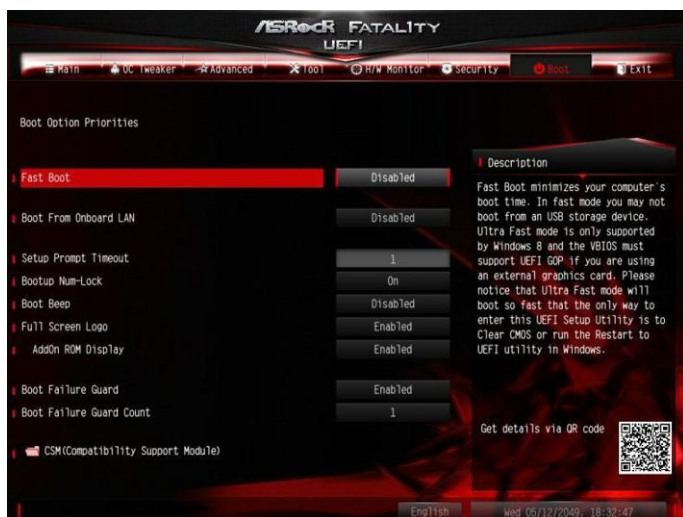 ASRock FATAL1TY
UEFI
Main OC Tweaker Advanced Tool H/W Monitor Security Boot Exit
Boot Option Priorities
Fast Boot Disabled
Boot From Onboard LAN Disabled
Setup Prompt Timeout 1
Bootup Num-Lock On
Boot Beep Disabled
Full Screen Logo Enabled
AddOn ROM Display Enabled
Boot Failure Guard Enabled
Boot Failure Guard Count 1
CSM(Compatibility Support Module)
Description
Fast Boot minimizes your computer's
boot time. In fast mode you may not
boot from an USB storage device.
Ultra Fast mode is only supported
by Windows 8 and the VBIOS must
support UEFI GOP if you are using
an external graphics card. Please
notice that Ultra Fast mode will
boot so fast that the only way to
enter this UEFI Setup Utility is to
Clear CMOS or run the Restart to
UEFI utility in Windows.
Get details via QR code
English Wed 05/12/2049, 18:32:47